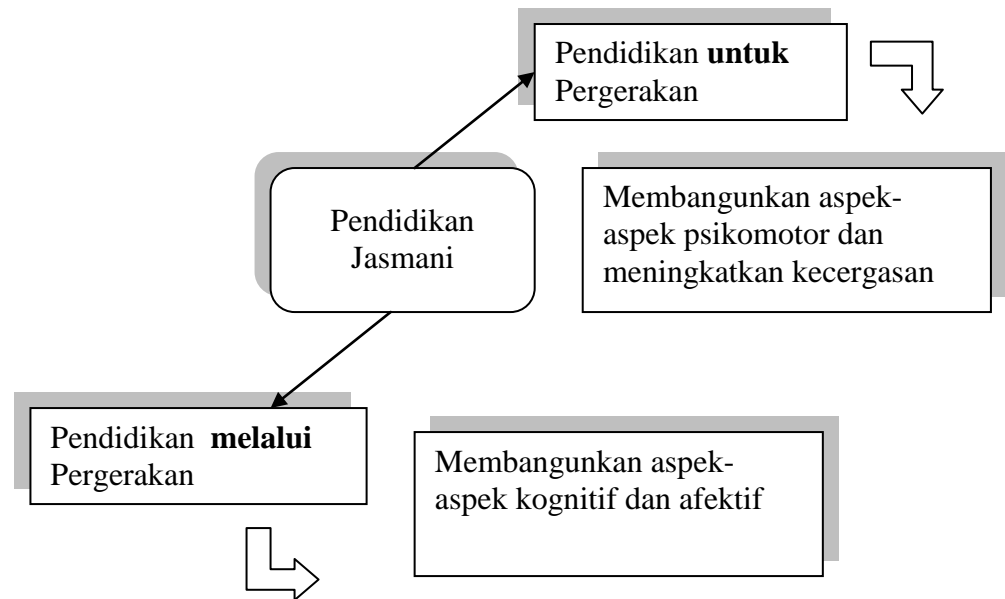 Pendidikan untuk
Pergerakan
Pendidikan
Jasmani
Membangunkan aspek-
aspek psikomotor dan
meningkatkan kecergasan
Pendidikan melalui
Pergerakan
Membangunkan aspek-
aspek kognitif dan afektif